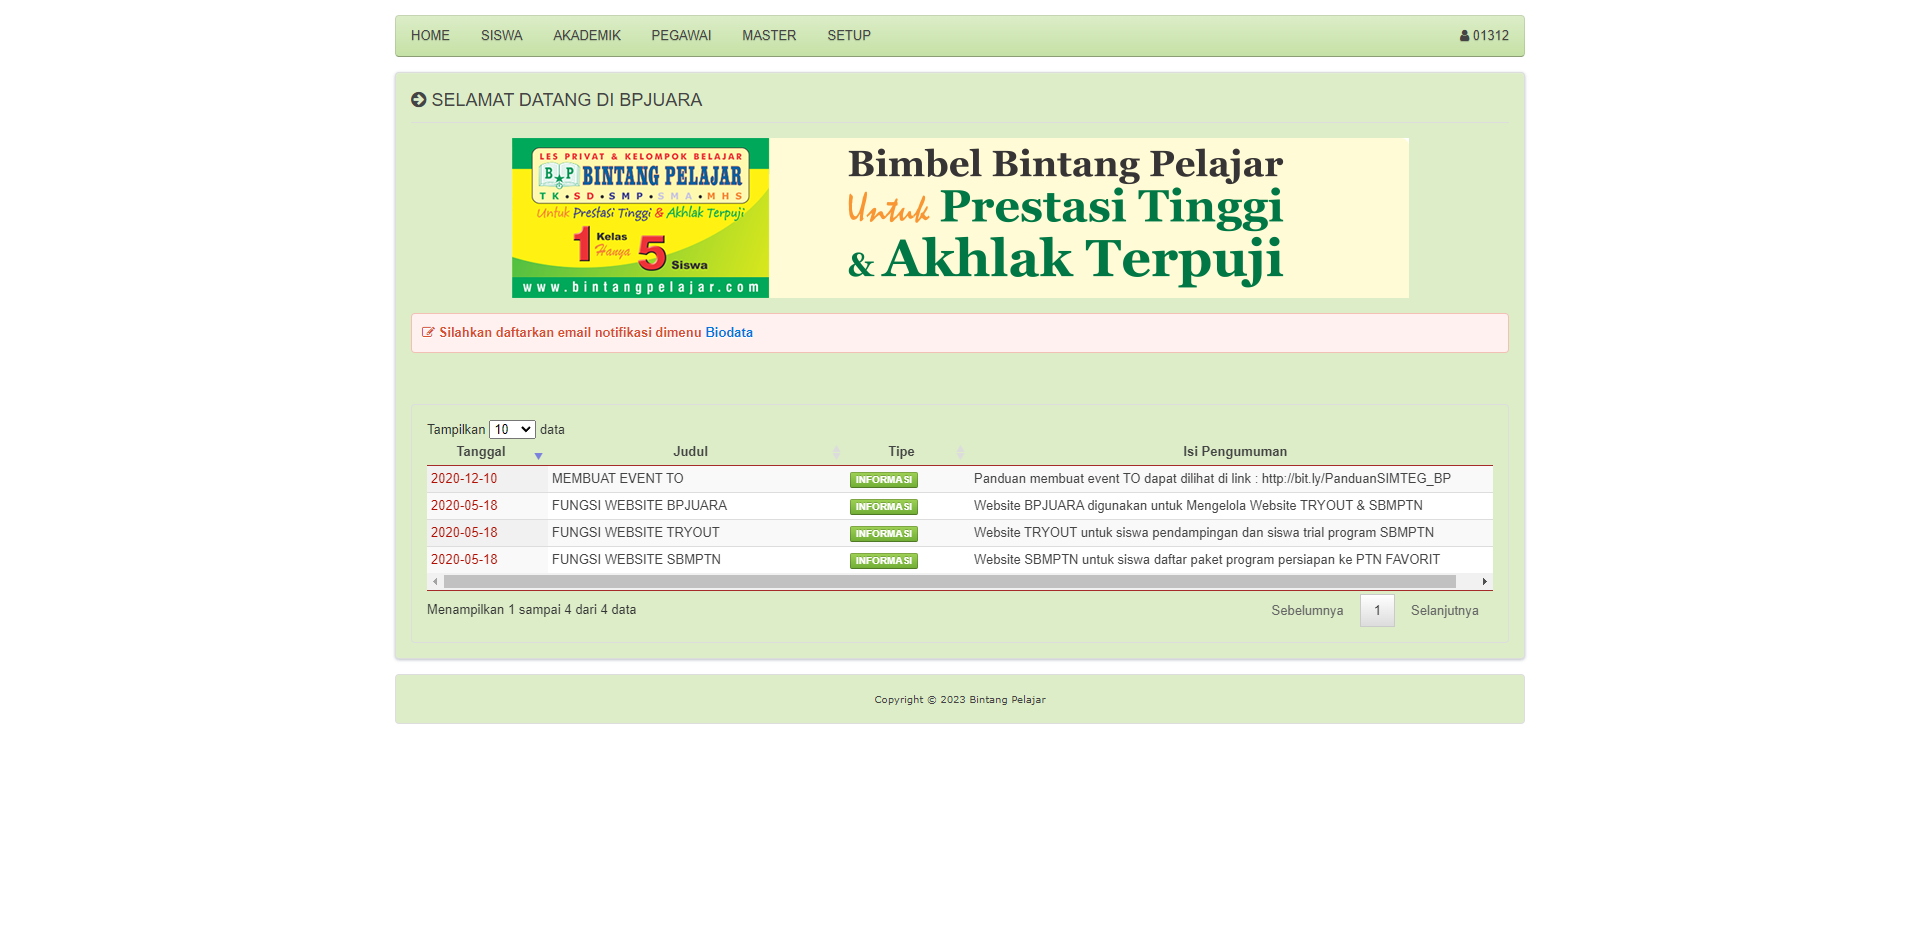 HOME SISWA AKADEMIK PEGAWAI MASTER SETUP 01312
SELAMAT DATANG DI BPJUARA
LES PRIVAT & KELOMPOK BELAJAR
BP BINTANG PELAJAR
TK • SD • SMP • SMA • MHS
Untuk Prestasi Tinggi & Akhlak Terpuji
1 Kelas Hanya 5 Siswa
www.bintangpelajar.com
Bimbel Bintang Pelajar
Untuk Prestasi Tinggi
& Akhlak Terpuji
Silahkan daftarkan email notifikasi dimenu Biodata
Tampilkan 10 data
Tanggal Judul Tipe Isi Pengumuman
2020-12-10 MEMBUAT EVENT TO INFORMASI Panduan membuat event TO dapat dilihat di link : http://bit.ly/PanduanSIMTEG_BP
2020-05-18 FUNGSI WEBSITE BPJUARA INFORMASI Website BPJUARA digunakan untuk Mengelola Website TRYOUT & SBMPTN
2020-05-18 FUNGSI WEBSITE TRYOUT INFORMASI Website TRYOUT untuk siswa pendampingan dan siswa trial program SBMPTN
2020-05-18 FUNGSI WEBSITE SBMPTN INFORMASI Website SBMPTN untuk siswa daftar paket program persiapan ke PTN FAVORIT
Menampilkan 1 sampai 4 dari 4 data Sebelumnya 1 Selanjutnya
Copyright © 2023 Bintang Pelajar